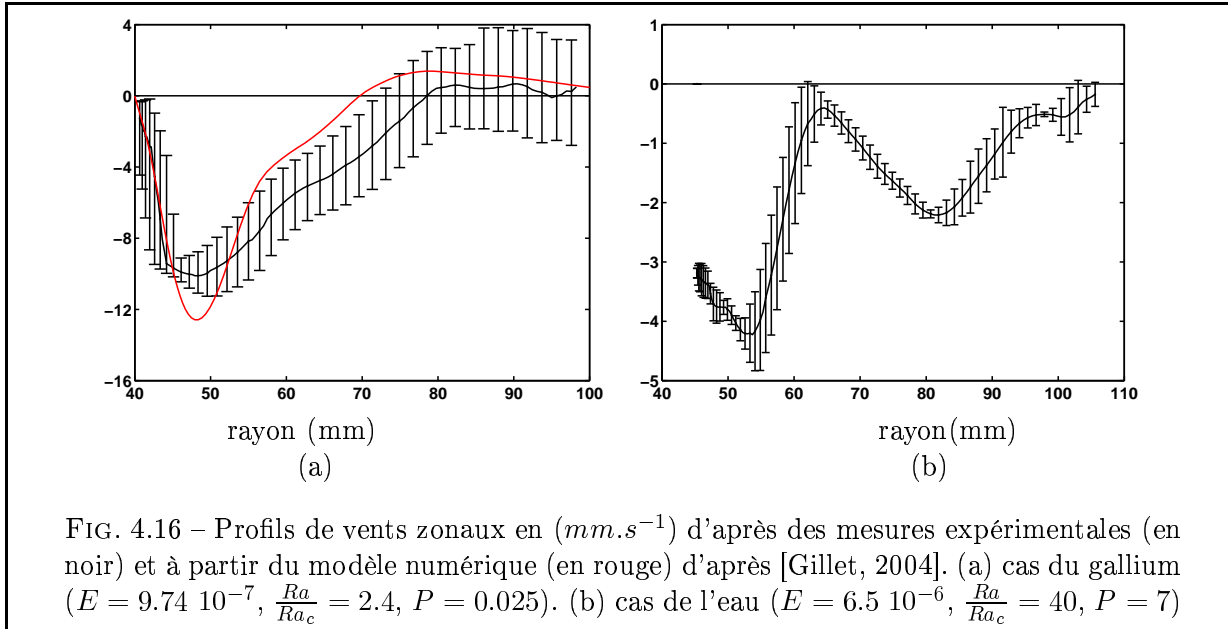 4
0
−4
−8
−12
−16
40 50 60 70 80 90 100
rayon (mm)
(a)
1
0
−1
−2
−3
−4
−5
40 50 60 70 80 90 100 110
rayon(mm)
(b)
FIG. 4.16 – Profils de vents zonaux en (mm.s⁻¹) d'après des mesures expérimentales (en
noir) et à partir du modèle numérique (en rouge) d'après [Gillet, 2004]. (a) cas du gallium
(E = 9.74 10⁻⁷, Ra/Ra_c = 2.4, P = 0.025). (b) cas de l'eau (E = 6.5 10⁻⁶, Ra/Ra_c = 40, P = 7)